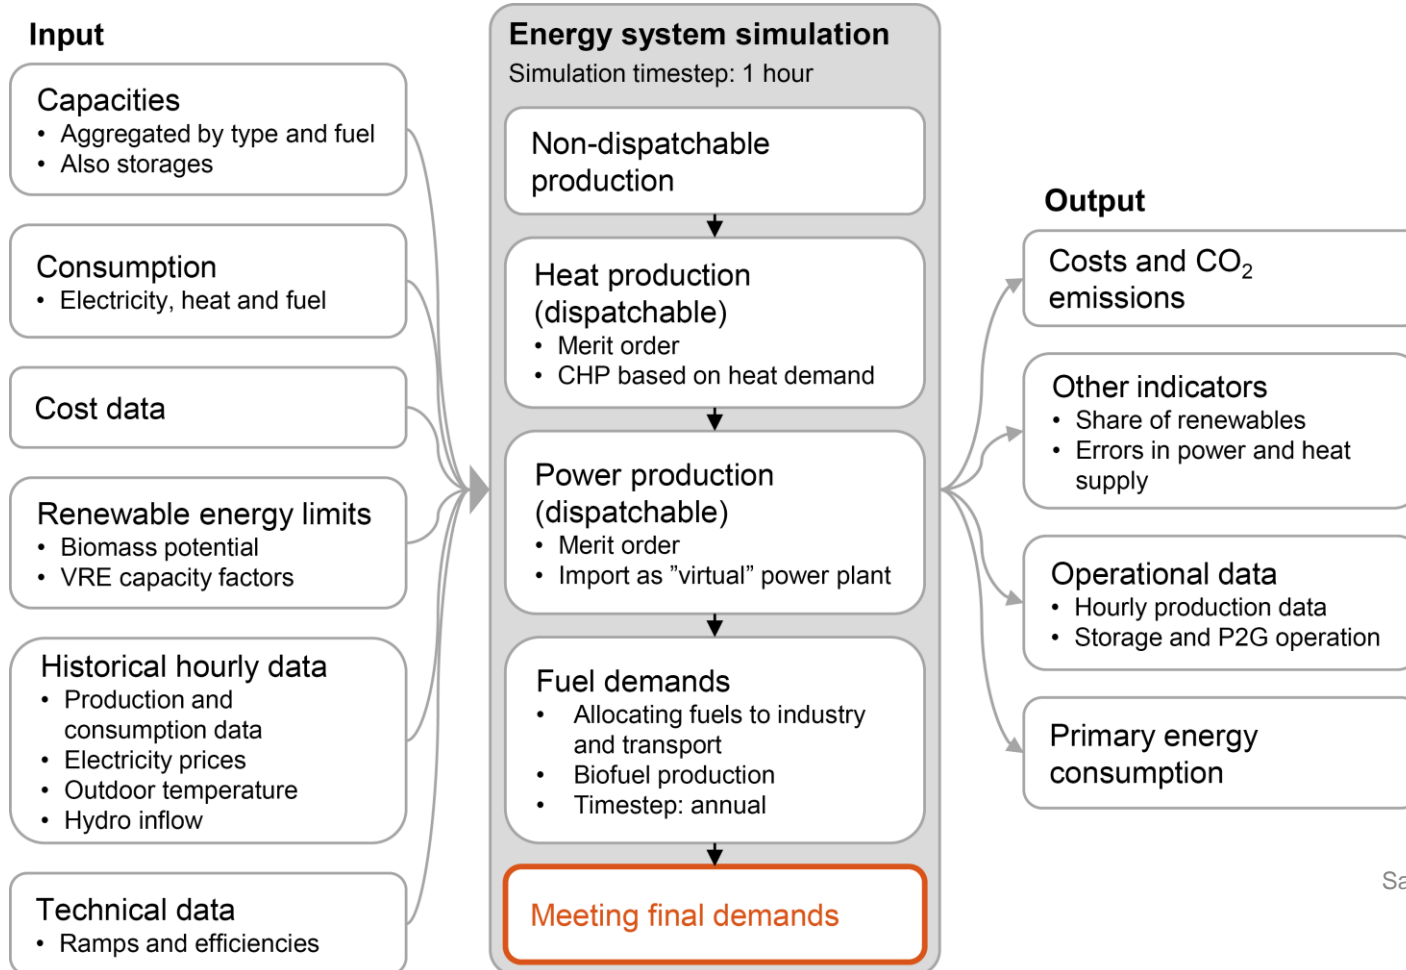 Input
Capacities
• Aggregated by type and fuel
• Also storages
Consumption
• Electricity, heat and fuel
Cost data
Renewable energy limits
• Biomass potential
• VRE capacity factors
Historical hourly data
• Production and
consumption data
• Electricity prices
• Outdoor temperature
• Hydro inflow
Technical data
• Ramps and efficiencies
Energy system simulation
Simulation timestep: 1 hour
Non-dispatchable
production
Heat production
(dispatchable)
• Merit order
• CHP based on heat demand
Power production
(dispatchable)
• Merit order
• Import as ”virtual” power plant
Fuel demands
• Allocating fuels to industry
and transport
• Biofuel production
• Timestep: annual
Meeting final demands
Output
Costs and CO₂
emissions
Other indicators
• Share of renewables
• Errors in power and heat
supply
Operational data
• Hourly production data
• Storage and P2G operation
Primary energy
consumption
Sa